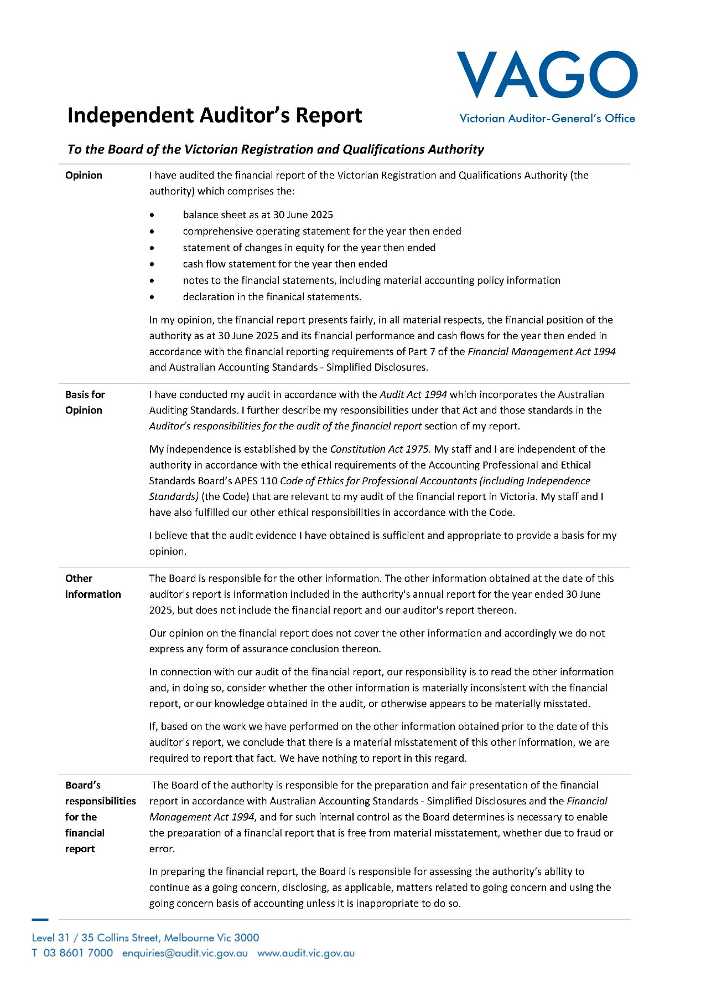 VAGO
Victorian Auditor-General's Office
Independent Auditor's Report
To the Board of the Victorian Registration and Qualifications Authority
Opinion
I have audited the financial report of the Victorian Registration and Qualifications Authority (the
authority) which comprises the:
• balance sheet as at 30 June 2025
• comprehensive operating statement for the year then ended
• statement of changes in equity for the year then ended
• cash flow statement for the year then ended
• notes to the financial statements, including material accounting policy information
• declaration in the finanical statements.
In my opinion, the financial report presents fairly, in all material respects, the financial position of the
authority as at 30 June 2025 and its financial performance and cash flows for the year then ended in
accordance with the financial reporting requirements of Part 7 of the Financial Management Act 1994
and Australian Accounting Standards - Simplified Disclosures.
Basis for
Opinion
I have conducted my audit in accordance with the Audit Act 1994 which incorporates the Australian
Auditing Standards. I further describe my responsibilities under that Act and those standards in the
Auditor's responsibilities for the audit of the financial report section of my report.
My independence is established by the Constitution Act 1975. My staff and I are independent of the
authority in accordance with the ethical requirements of the Accounting Professional and Ethical
Standards Board's APES 110 Code of Ethics for Professional Accountants (including Independence
Standards) (the Code) that are relevant to my audit of the financial report in Victoria. My staff and I
have also fulfilled our other ethical responsibilities in accordance with the Code.
I believe that the audit evidence I have obtained is sufficient and appropriate to provide a basis for my
opinion.
Other
information
The Board is responsible for the other information. The other information obtained at the date of this
auditor's report is information included in the authority's annual report for the year ended 30 June
2025, but does not include the financial report and our auditor's report thereon.
Our opinion on the financial report does not cover the other information and accordingly we do not
express any form of assurance conclusion thereon.
In connection with our audit of the financial report, our responsibility is to read the other information
and, in doing so, consider whether the other information is materially inconsistent with the financial
report, or our knowledge obtained in the audit, or otherwise appears to be materially misstated.
If, based on the work we have performed on the other information obtained prior to the date of this
auditor's report, we conclude that there is a material misstatement of this other information, we are
required to report that fact. We have nothing to report in this regard.
Board's
responsibilities
for the
financial
report
The Board of the authority is responsible for the preparation and fair presentation of the financial
report in accordance with Australian Accounting Standards - Simplified Disclosures and the Financial
Management Act 1994, and for such internal control as the Board determines is necessary to enable
the preparation of a financial report that is free from material misstatement, whether due to fraud or
error.
In preparing the financial report, the Board is responsible for assessing the authority's ability to
continue as a going concern, disclosing, as applicable, matters related to going concern and using the
going concern basis of accounting unless it is inappropriate to do so.
Level 31 / 35 Collins Street, Melbourne Vic 3000
T 03 8601 7000 enquiries@audit.vic.gov.au www.audit.vic.gov.au